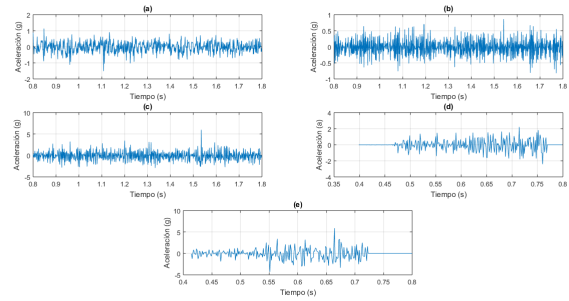 (a)
Aceleración (g)
2
1
0
-1
-2
0.8 0.9 1 1.1 1.2 1.3 1.4 1.5 1.6 1.7 1.8
Tiempo (s)
(b)
Aceleración (g)
1
0.5
0
-0.5
-1
0.8 0.9 1 1.1 1.2 1.3 1.4 1.5 1.6 1.7 1.8
Tiempo (s)
(c)
Aceleración (g)
10
5
0
-5
0.8 0.9 1 1.1 1.2 1.3 1.4 1.5 1.6 1.7 1.8
Tiempo (s)
(d)
Aceleración (s)
4
2
0
-2
-4
0.35 0.4 0.45 0.5 0.55 0.6 0.65 0.7 0.75 0.8
Tiempo (s)
(e)
Aceleración (g)
10
5
0
-5
0.4 0.45 0.5 0.55 0.6 0.65 0.7 0.75 0.8
Tiempo (s)